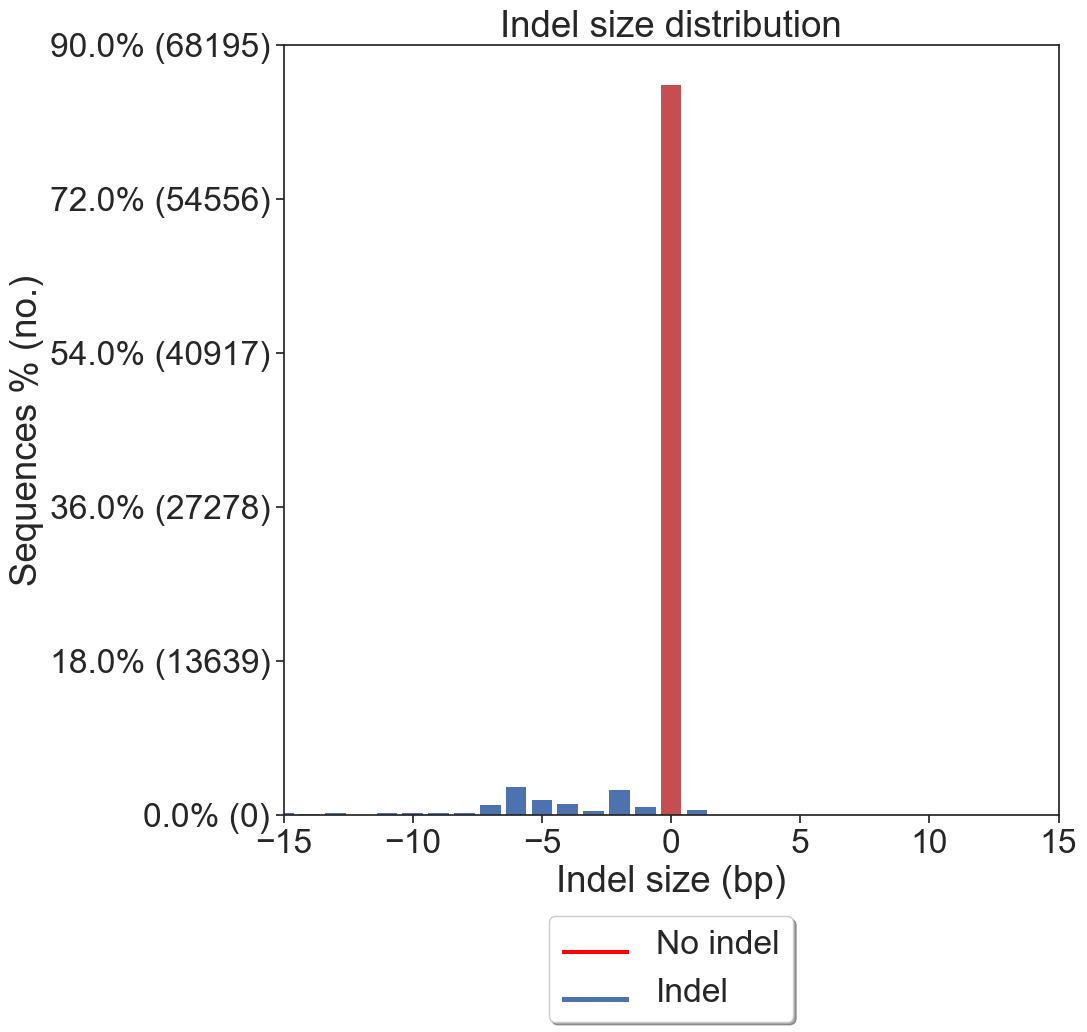 Indel size distribution
90.0% (68195)
72.0% (54556)
54.0% (40917)
36.0% (27278)
18.0% (13639)
0.0% (0)
Sequences % (no.)
−15 −10 −5 0 5 10 15
Indel size (bp)
No indel
Indel